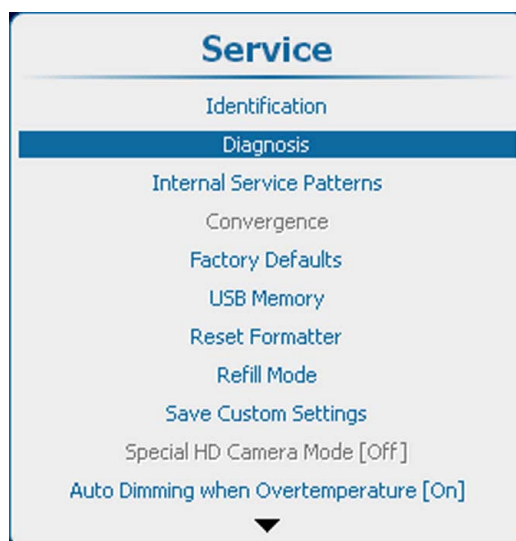 Service
Identification
Diagnosis
Internal Service Patterns
Convergence
Factory Defaults
USB Memory
Reset Formatter
Refill Mode
Save Custom Settings
Special HD Camera Mode [Off]
Auto Dimming when Overtemperature [On]